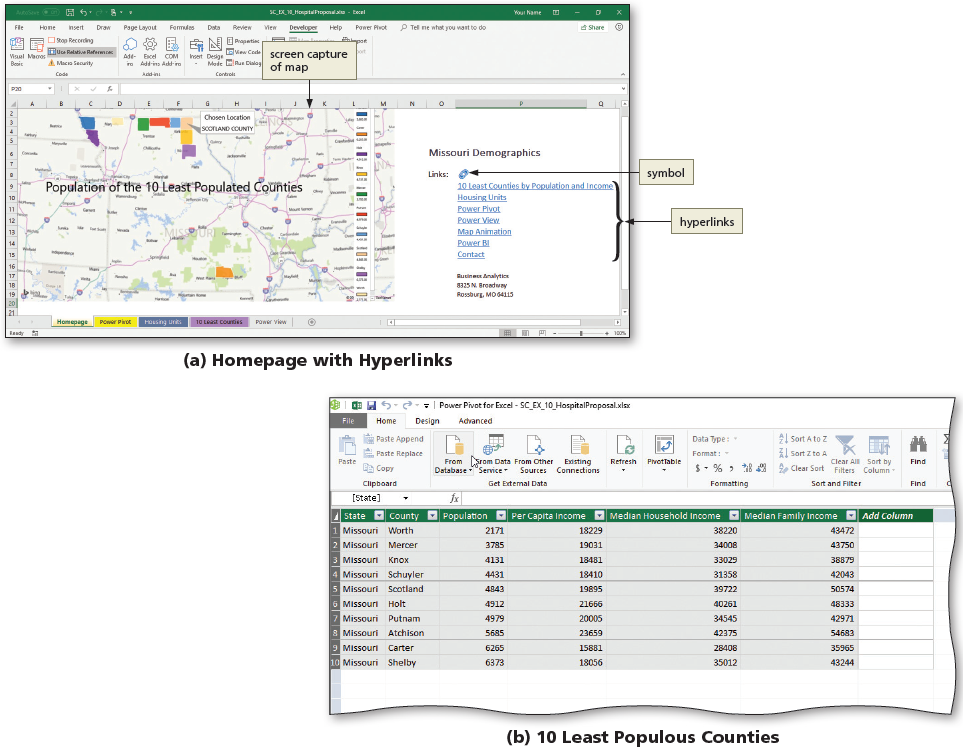 SC_EX_10_HospitalProposal.xlsx - Excel
Your Name
File Home Insert Draw Page Layout Formulas Data Review View Developer Help Power Pivot Tell me what you want to do Share
Visual Basic
Macros
Stop Recording
Use Relative References
Macro Security
Code
Add-ins
Excel Add-ins
COM Add-ins
Add-ins
Insert
Design Mode
Properties
View Code
Run Dialog
Controls
screen capture of map
P20
A B C D E F G H I J K L M N O P Q
Chosen Location
SCOTLAND COUNTY
Population of the 10 Least Populated Counties
Missouri Demographics
Links:
10 Least Counties by Population and Income
Housing Units
Power Pivot
Power View
Map Animation
Power BI
Contact
Business Analytics
8325 N. Broadway
Rossburg, MO 64115
symbol
hyperlinks
Homepage Power Pivot Housing Units 10 Least Counties Power View
Ready
100%
(a) Homepage with Hyperlinks
Power Pivot for Excel - SC_EX_10_HospitalProposal.xlsx
File Home Design Advanced
Paste
Paste Append
Paste Replace
Copy
Clipboard
From Database
From Data Service
From Other Sources
Existing Connections
Get External Data
Refresh
PivotTable
Data Type :
Format :
$ % ,
Formatting
Sort A to Z
Sort Z to A
Clear Sort
Clear All Filters
Sort by Column
Sort and Filter
Find
Find
[State]
fx
State County Population Per Capita Income Median Household Income Median Family Income Add Column
1 Missouri Worth 2171 18229 38220 43472
2 Missouri Mercer 3785 19031 34008 43750
3 Missouri Knox 4131 18481 33029 38879
4 Missouri Schuyler 4431 18410 31358 42043
5 Missouri Scotland 4843 19895 39722 50574
6 Missouri Holt 4912 21666 40261 48333
7 Missouri Putnam 4979 20005 34545 42971
8 Missouri Atchison 5685 23659 42375 54683
9 Missouri Carter 6265 15881 28408 35965
10 Missouri Shelby 6373 18056 35012 43244
(b) 10 Least Populous Counties